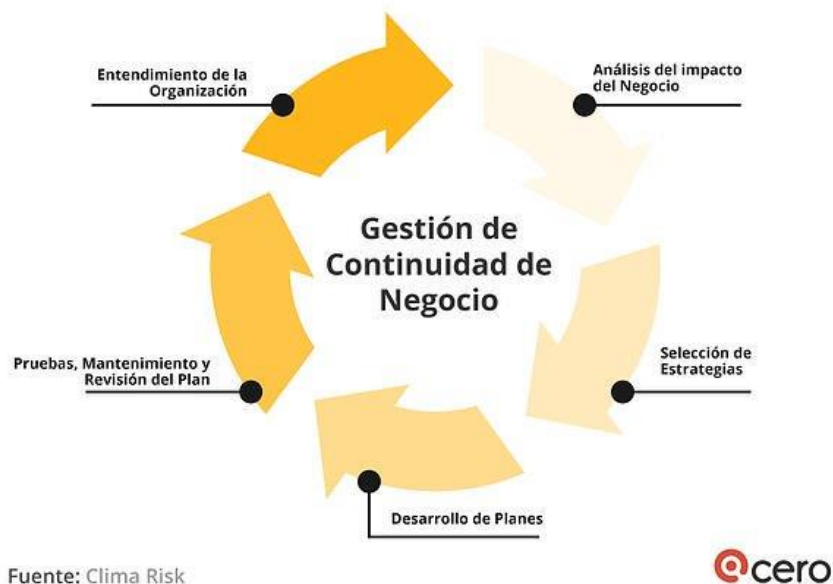 Entendimiento de la
Organización
Análisis del impacto
del Negocio
Gestión de
Continuidad de
Negocio
Pruebas, Mantenimiento y
Revisión del Plan
Selección de
Estrategias
Desarrollo de Planes
Fuente: Clima Risk
acero